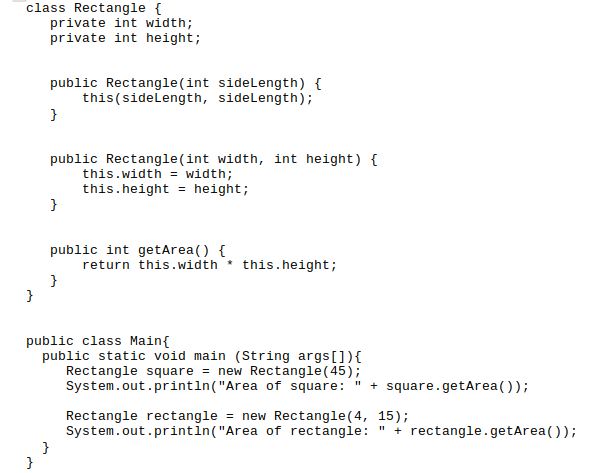 class Rectangle {
   private int width;
   private int height;

   public Rectangle(int sideLength) {
       this(sideLength, sideLength);
   }

   public Rectangle(int width, int height) {
       this.width = width;
       this.height = height;
   }

   public int getArea() {
       return this.width * this.height;
   }
}

public class Main{
  public static void main (String args[]){
     Rectangle square = new Rectangle(45);
     System.out.println("Area of square: " + square.getArea());

     Rectangle rectangle = new Rectangle(4, 15);
     System.out.println("Area of rectangle: " + rectangle.getArea());
  }
}